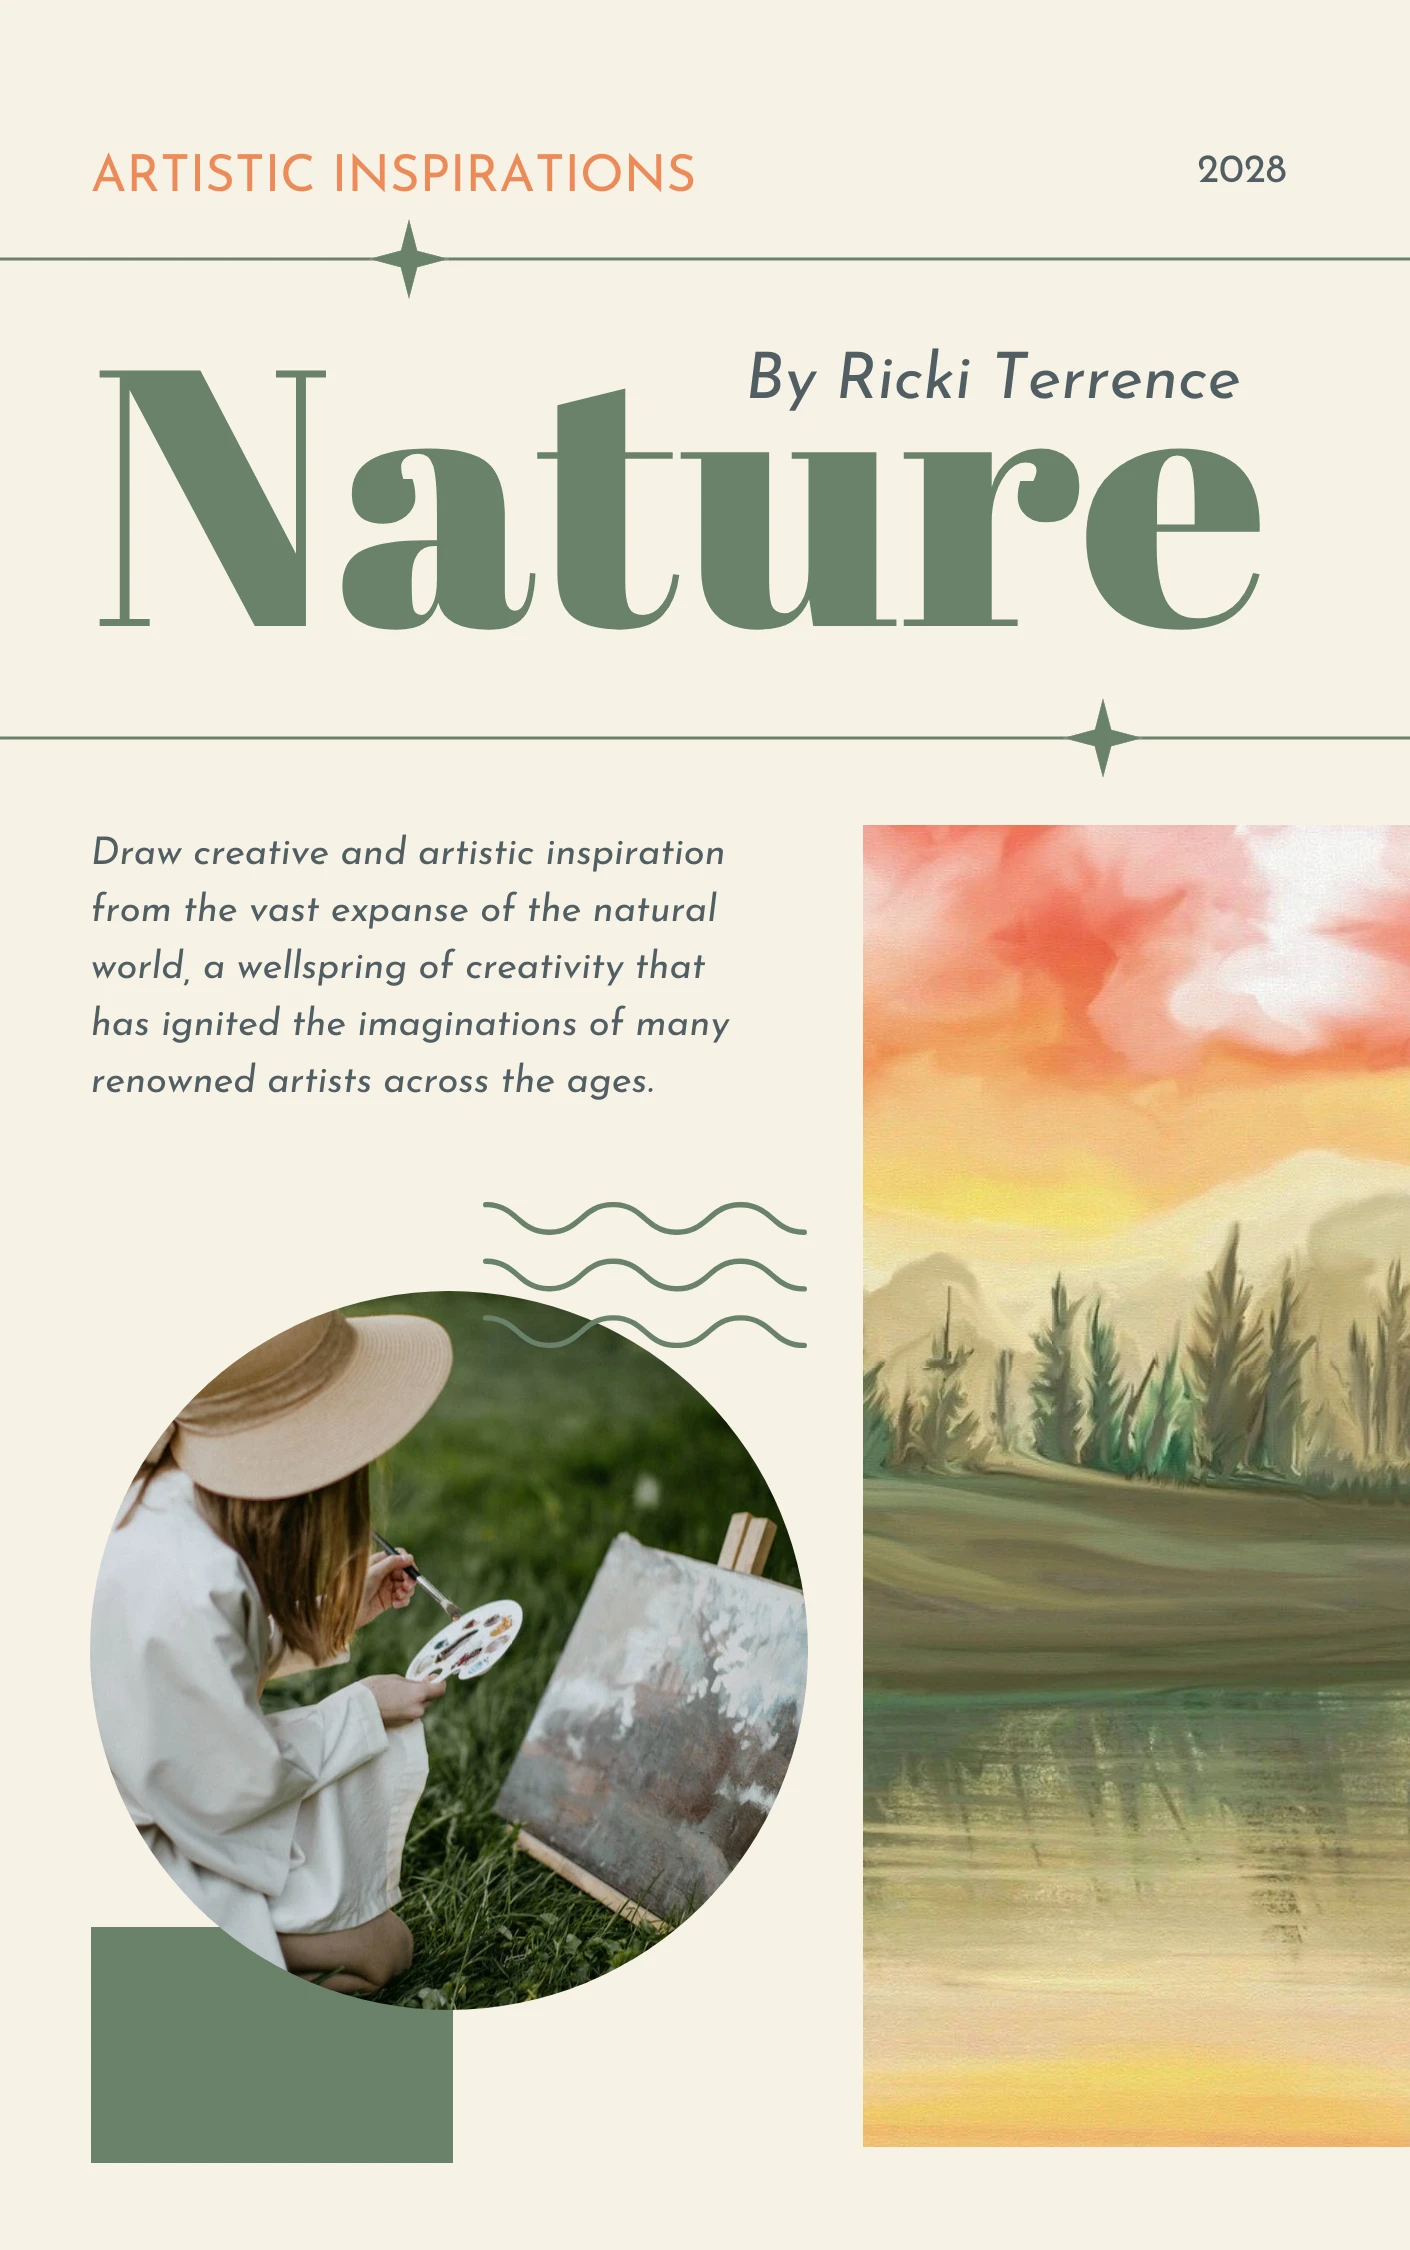 ARTISTIC INSPIRATIONS
2028
By Ricki Terrence
Nature
Draw creative and artistic inspiration
from the vast expanse of the natural
world, a wellspring of creativity that
has ignited the imaginations of many
renowned artists across the ages.